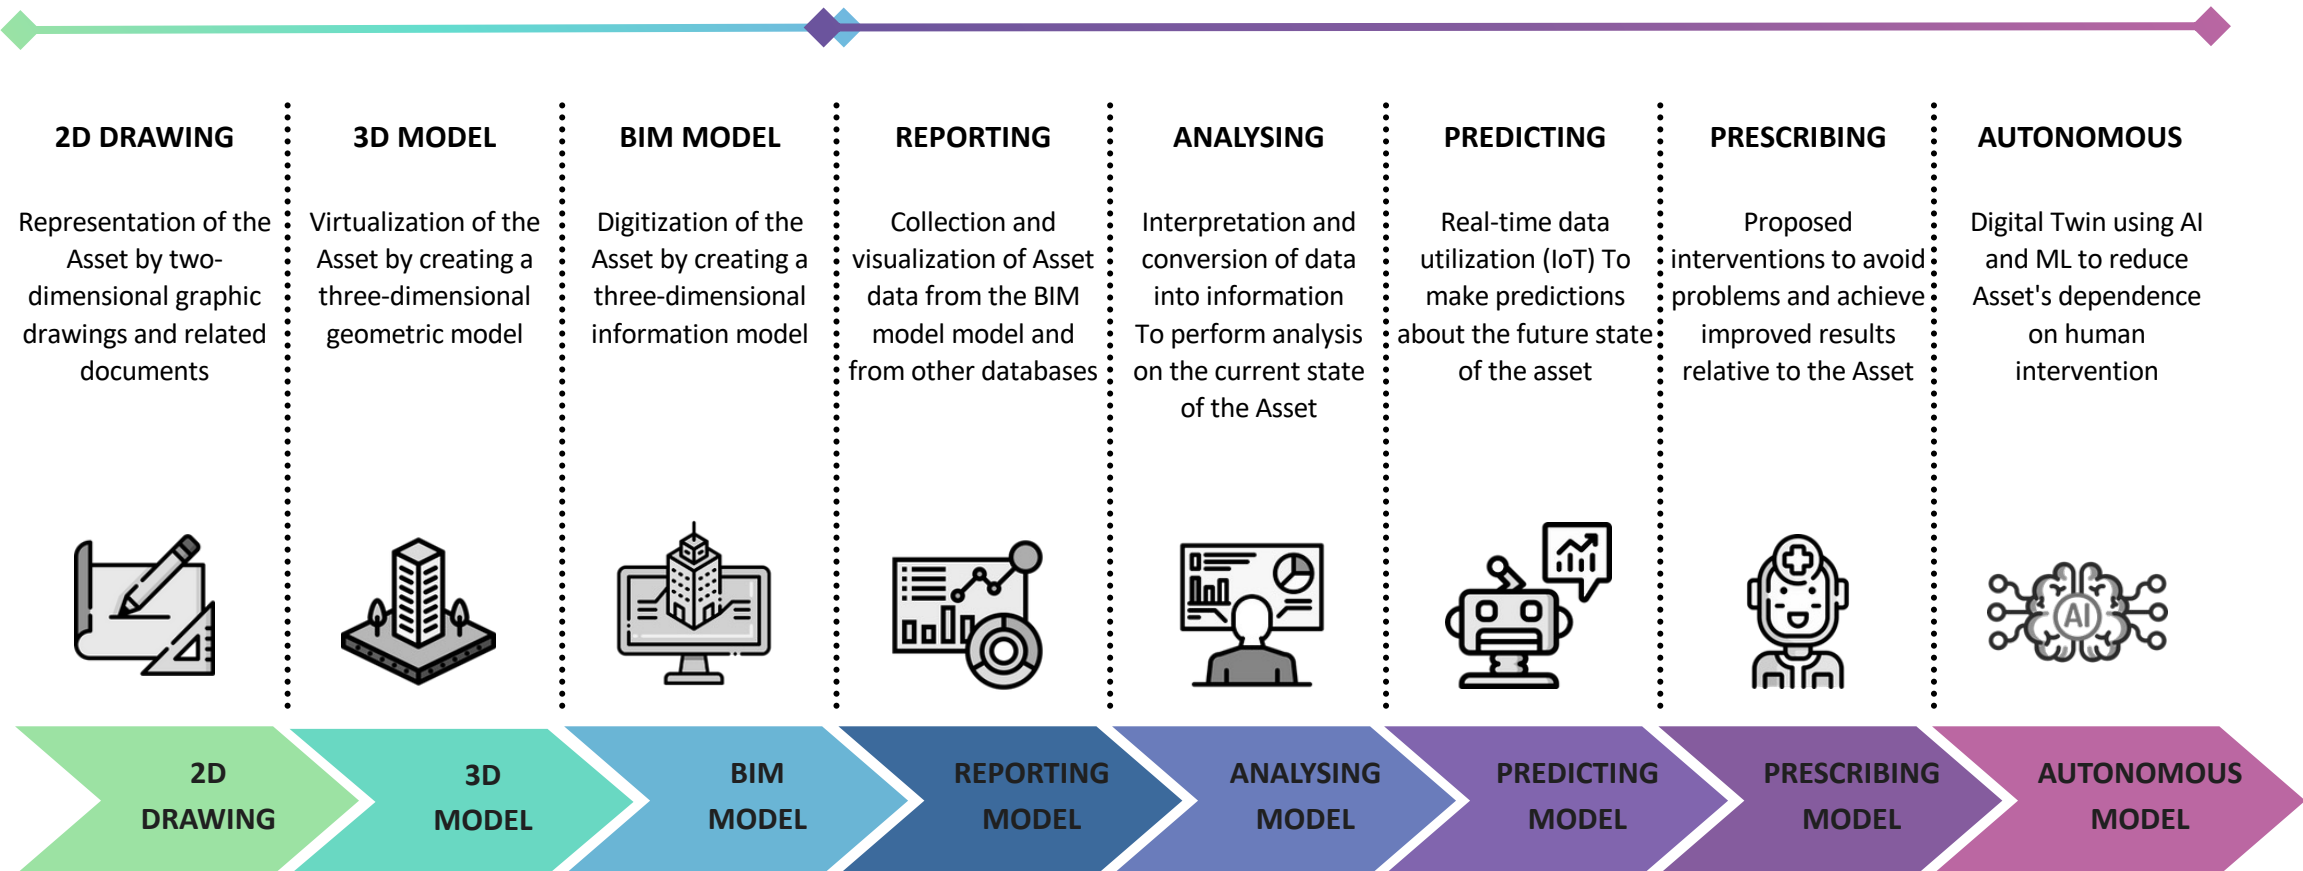 2D DRAWING
Representation of the
Asset by two-
dimensional graphic
drawings and related
documents
3D MODEL
Virtualization of the
Asset by creating a
three-dimensional
geometric model
BIM MODEL
Digitization of the
Asset by creating a
three-dimensional
information model
REPORTING
Collection and
visualization of Asset
data from the BIM
model model and
from other databases
ANALYSING
Interpretation and
conversion of data
into information
To perform analysis
on the current state
of the Asset
PREDICTING
Real-time data
utilization (IoT) To
make predictions
about the future state
of the asset
PRESCRIBING
Proposed
interventions to avoid
problems and achieve
improved results
relative to the Asset
AUTONOMOUS
Digital Twin using AI
and ML to reduce
Asset's dependence
on human
intervention
AI
2D
DRAWING
3D
MODEL
BIM
MODEL
REPORTING
MODEL
ANALYSING
MODEL
PREDICTING
MODEL
PRESCRIBING
MODEL
AUTONOMOUS
MODEL